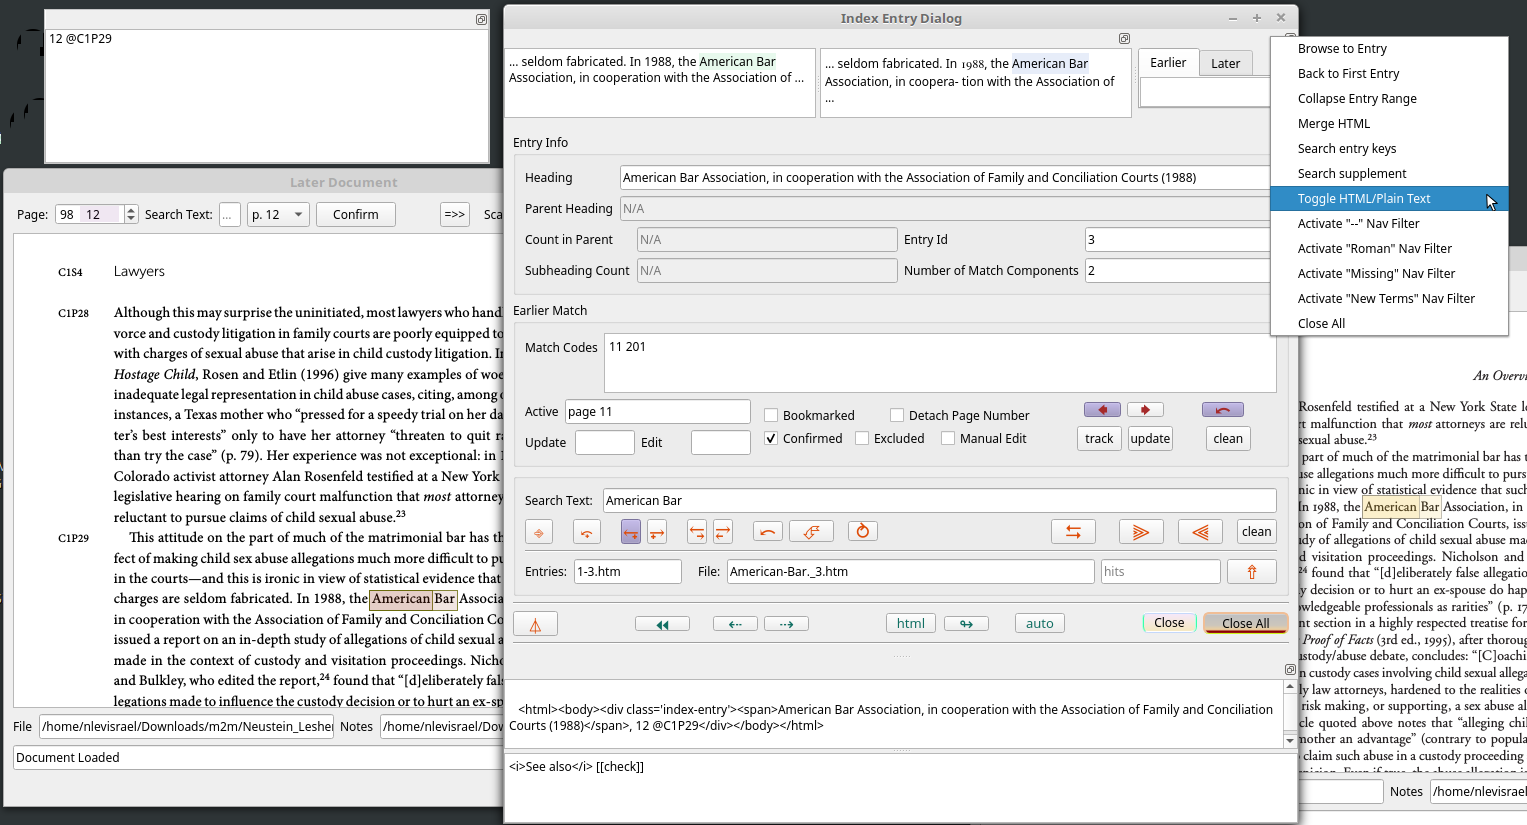 12 @C1P29
Later Document
Page: 98 12 Search Text: ... p. 12 Confirm =>> Sca
C1S4 Lawyers
C1P28 Although this may surprise the uninitiated, most lawyers who hand
vorce and custody litigation in family courts are poorly equipped to
with charges of sexual abuse that arise in child custody litigation. In
Hostage Child, Rosen and Etlin (1996) give many examples of woe
inadequate legal representation in child abuse cases, citing, among o
instances, a Texas mother who “pressed for a speedy trial on her da
ter’s best interests” only to have her attorney “threaten to quit ra
than try the case” (p. 79). Her experience was not exceptional: in 1
Colorado activist attorney Alan Rosenfeld testified at a New York
legislative hearing on family court malfunction that most attorney
reluctant to pursue claims of child sexual abuse.23
C1P29 This attitude on the part of much of the matrimonial bar has th
fect of making child sex abuse allegations much more difficult to pu
in the courts—and this is ironic in view of statistical evidence that
charges are seldom fabricated. In 1988, the American Bar Associa
in cooperation with the Association of Family and Conciliation Co
issued a report on an in-depth study of allegations of child sexual a
made in the context of custody and visitation proceedings. Nicho
and Bulkley, who edited the report,24 found that “[d]eliberately fals
legations made to influence the custody decision or to hurt an ex-sp
File /home/nlevisrael/Downloads/m2m/Neustein_Leshe Notes /home/nlevisrael/Dow
Document Loaded
Index Entry Dialog
... seldom fabricated. In 1988, the American Bar
Association, in cooperation with the Association of ...
... seldom fabricated. In 1988, the American Bar
Association, in coopera- tion with the Association of
...
Earlier Later
Entry Info
Heading American Bar Association, in cooperation with the Association of Family and Conciliation Courts (1988)
Parent Heading N/A
Count in Parent N/A Entry Id 3
Subheading Count N/A Number of Match Components 2
Earlier Match
Match Codes 11 201
Active page 11 Bookmarked Detach Page Number
Update Edit Confirmed Excluded Manual Edit track update clean
Search Text: American Bar
clean
Entries: 1-3.htm File: American-Bar._3.htm hits
html auto Close Close All
<html><body><div class='index-entry'><span>American Bar Association, in cooperation with the Association of Family and Conciliation
Courts (1988)</span>, 12 @C1P29</div></body></html>
<i>See also</i> [[check]]
Browse to Entry
Back to First Entry
Collapse Entry Range
Merge HTML
Search entry keys
Search supplement
Toggle HTML/Plain Text
Activate "--" Nav Filter
Activate "Roman" Nav Filter
Activate "Missing" Nav Filter
Activate "New Terms" Nav Filter
Close All
An Overvi
Rosenfeld testified at a New York State le
rt malfunction that most attorneys are relu
sexual abuse.23
part of much of the matrimonial bar has t
use allegations much more difficult to purs
nic in view of statistical evidence that such
In 1988, the American Bar Association, in
on of Family and Conciliation Courts, iss
udy of allegations of child sexual abuse ma
d visitation proceedings. Nicholson and
24 found that “[d]eliberately false allegatio
y decision or to hurt an ex-spouse do hap
owledgeable professionals as rarities” (p. 17
nt section in a highly respected treatise for
Proof of Facts (3rd ed., 1995), after thoroug
ustody/abuse debate, concludes: “[C]oachi
n custody cases involving child sexual allega
ly law attorneys, hardened to the realities o
risk making, or supporting, a sex abuse al
cle quoted above notes that “alleging chil
mother an advantage” (contrary to popula
claim such abuse in a custody proceeding
Notes /home/nlevisrael